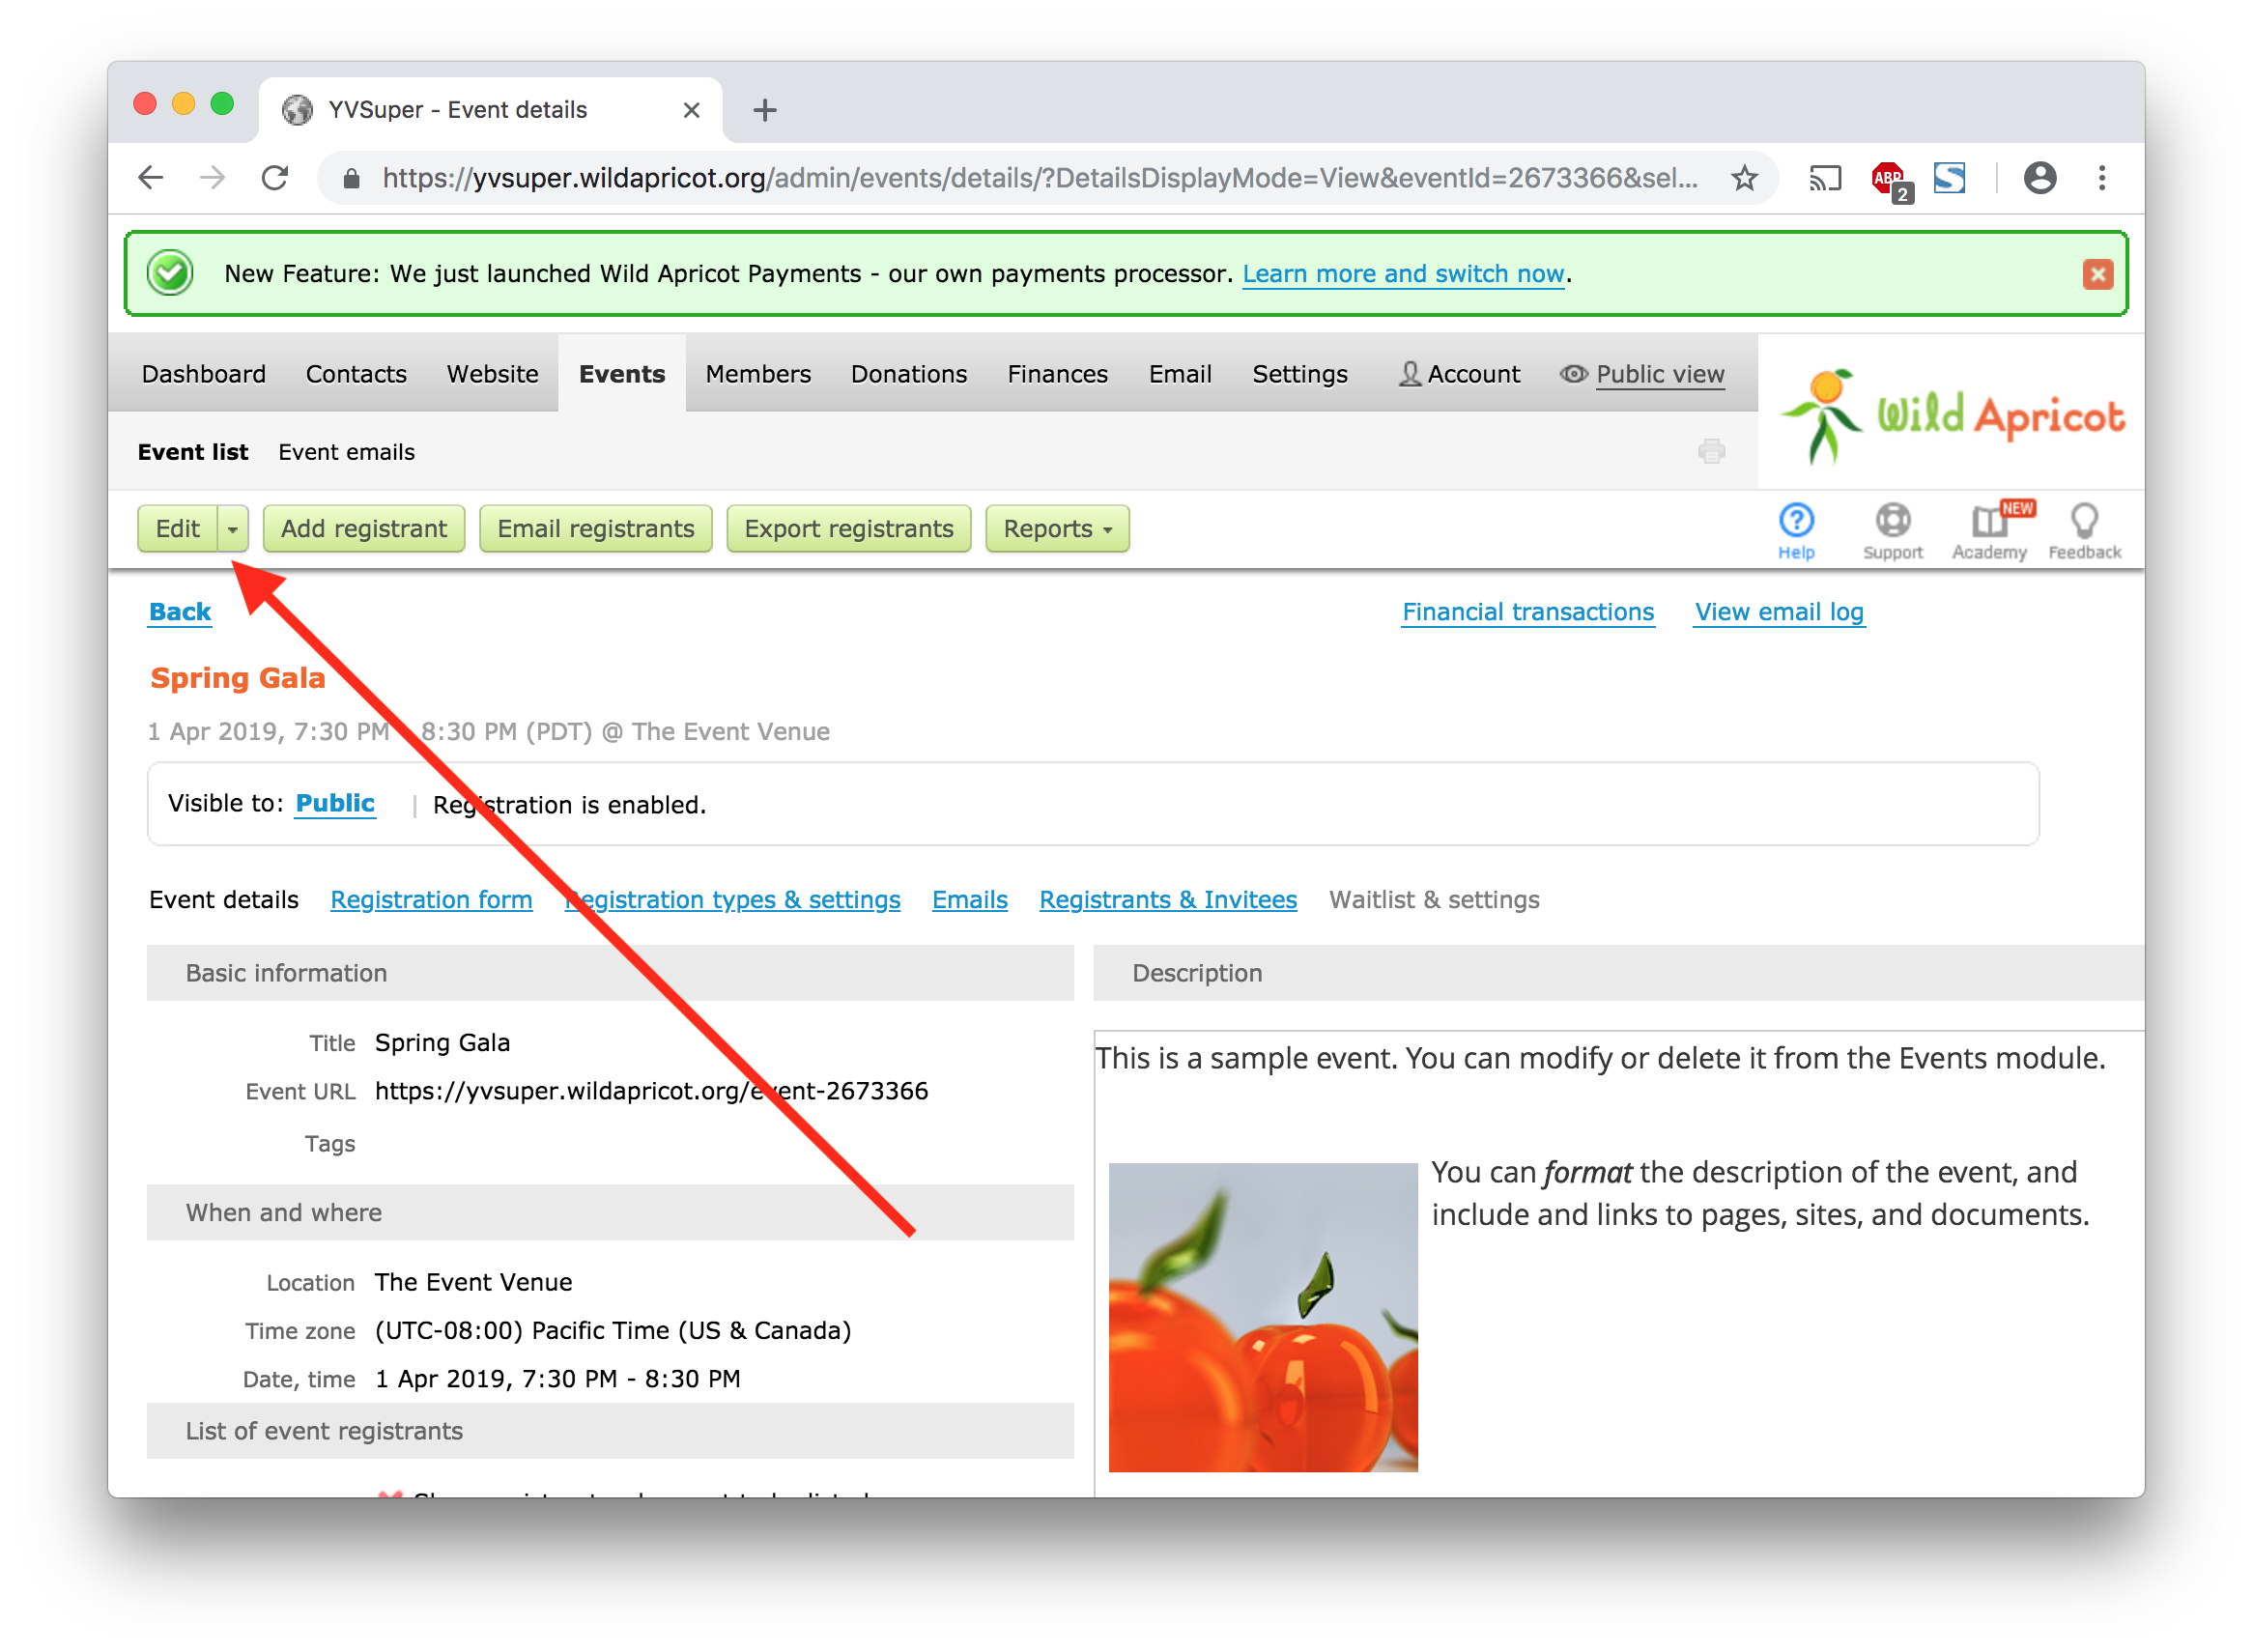 YVSuper - Event details
https://yvsuper.wildapricot.org/admin/events/details/?DetailsDisplayMode=View&eventId=2673366&sel...
ABP
2
New Feature: We just launched Wild Apricot Payments - our own payments processor. Learn more and switch now.
Dashboard Contacts Website Events Members Donations Finances Email Settings Account Public view
Wild Apricot
Event list Event emails
Edit Add registrant Email registrants Export registrants Reports
Help Support Academy NEW Feedback
Back Financial transactions View email log
Spring Gala
1 Apr 2019, 7:30 PM 8:30 PM (PDT) @ The Event Venue
Visible to: Public | Registration is enabled.
Event details Registration form Registration types & settings Emails Registrants & Invitees Waitlist & settings
Basic information
Title Spring Gala
Event URL https://yvsuper.wildapricot.org/event-2673366
Tags
When and where
Location The Event Venue
Time zone (UTC-08:00) Pacific Time (US & Canada)
Date, time 1 Apr 2019, 7:30 PM - 8:30 PM
List of event registrants
Description
This is a sample event. You can modify or delete it from the Events module.
You can format the description of the event, and
include and links to pages, sites, and documents.